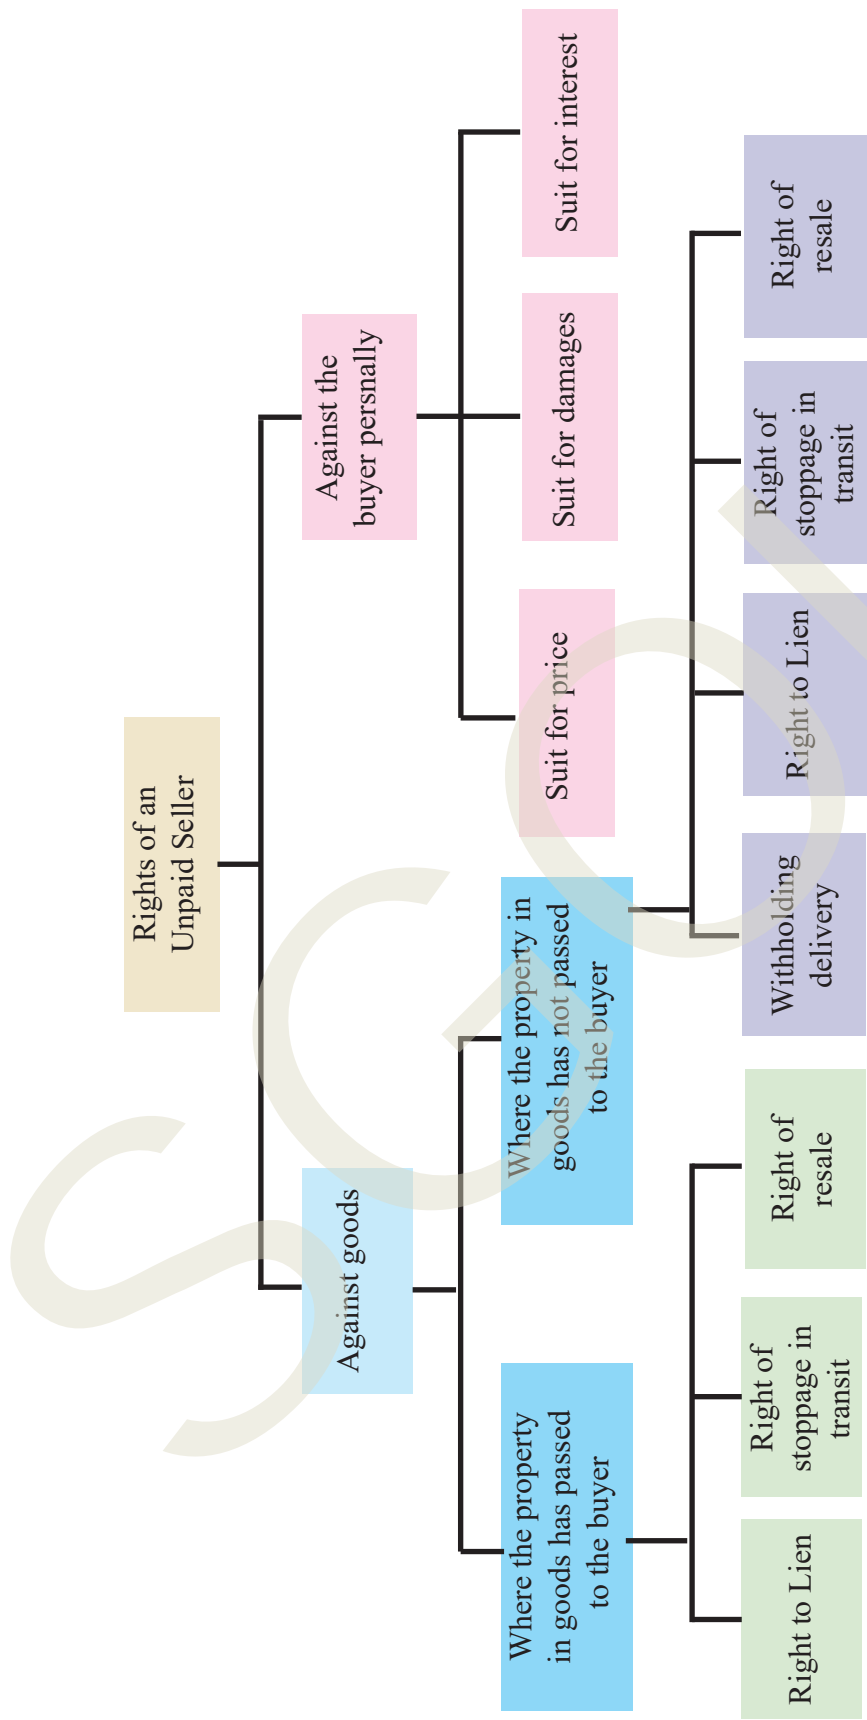 Rights of an
Unpaid Seller
Against goods
Against the
buyer persnally
Where the property
in goods has passed
to the buyer
Where the property in
goods has not passed
to the buyer
Suit for price
Suit for damages
Suit for interest
Right to Lien
Right of
stoppage in
transit
Right of
resale
Withholding
delivery
Right to Lien
Right of
stoppage in
transit
Right of
resale
SGOU